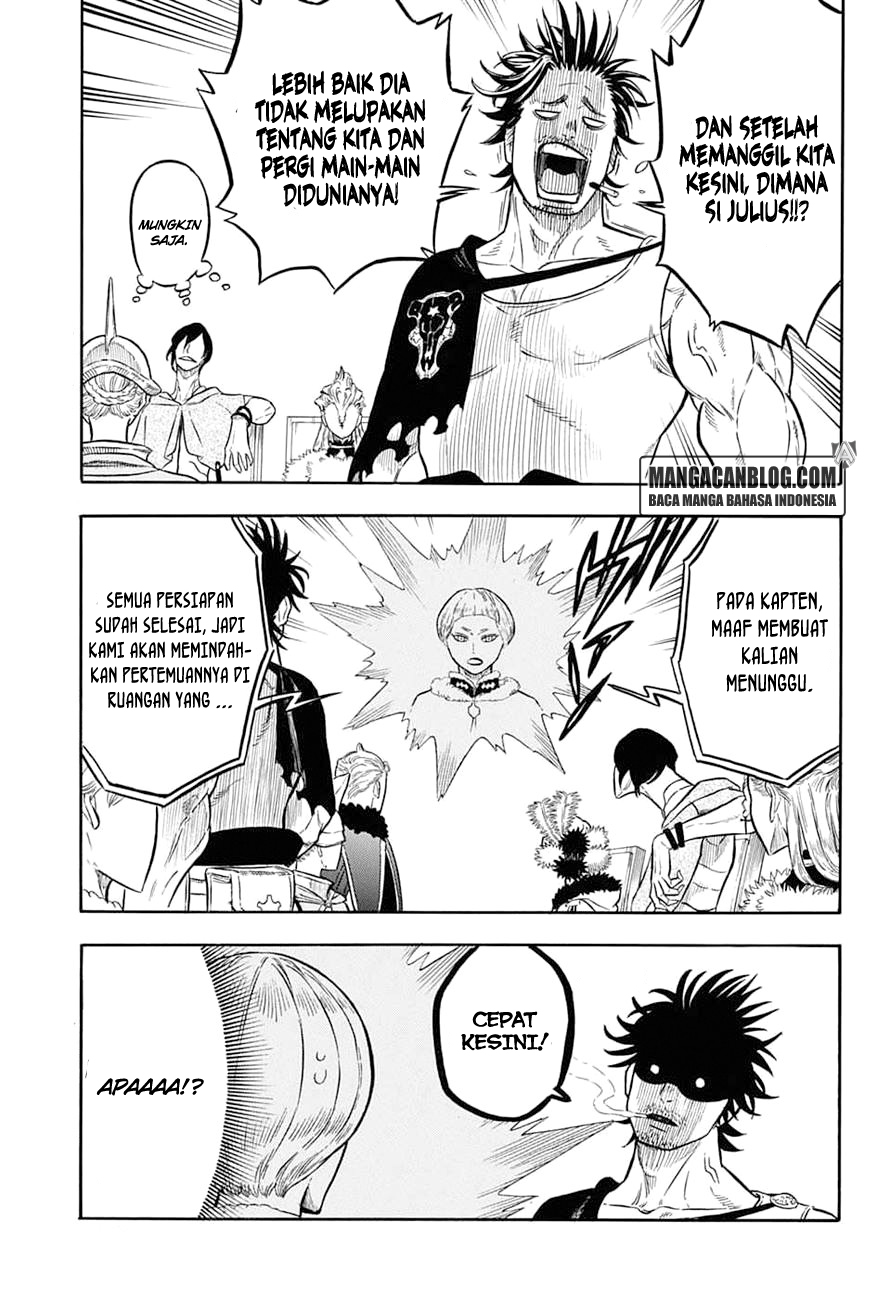 DAN SETELAH
MEMANGGIL KITA
KESINI, DIMANA
SI JULIUS!!?
LEBIH BAIK DIA
TIDAK MELUPAKAN
TENTANG KITA DAN
PERGI MAIN-MAIN
DIDUNIANYA!
MUNGKIN
SAJA.
MANGACANBLOG.COM
BACA MANGA BAHASA INDONESIA
PADA KAPTEN,
MAAF MEMBUAT
KALIAN
MENUNGGU.
SEMUA PERSIAPAN
SUDAH SELESAI, JADI
KAMI AKAN MEMINDAH-
KAN PERTEMUANNYA DI
RUANGAN YANG ...
CEPAT
KESINI!
APAAAA!?